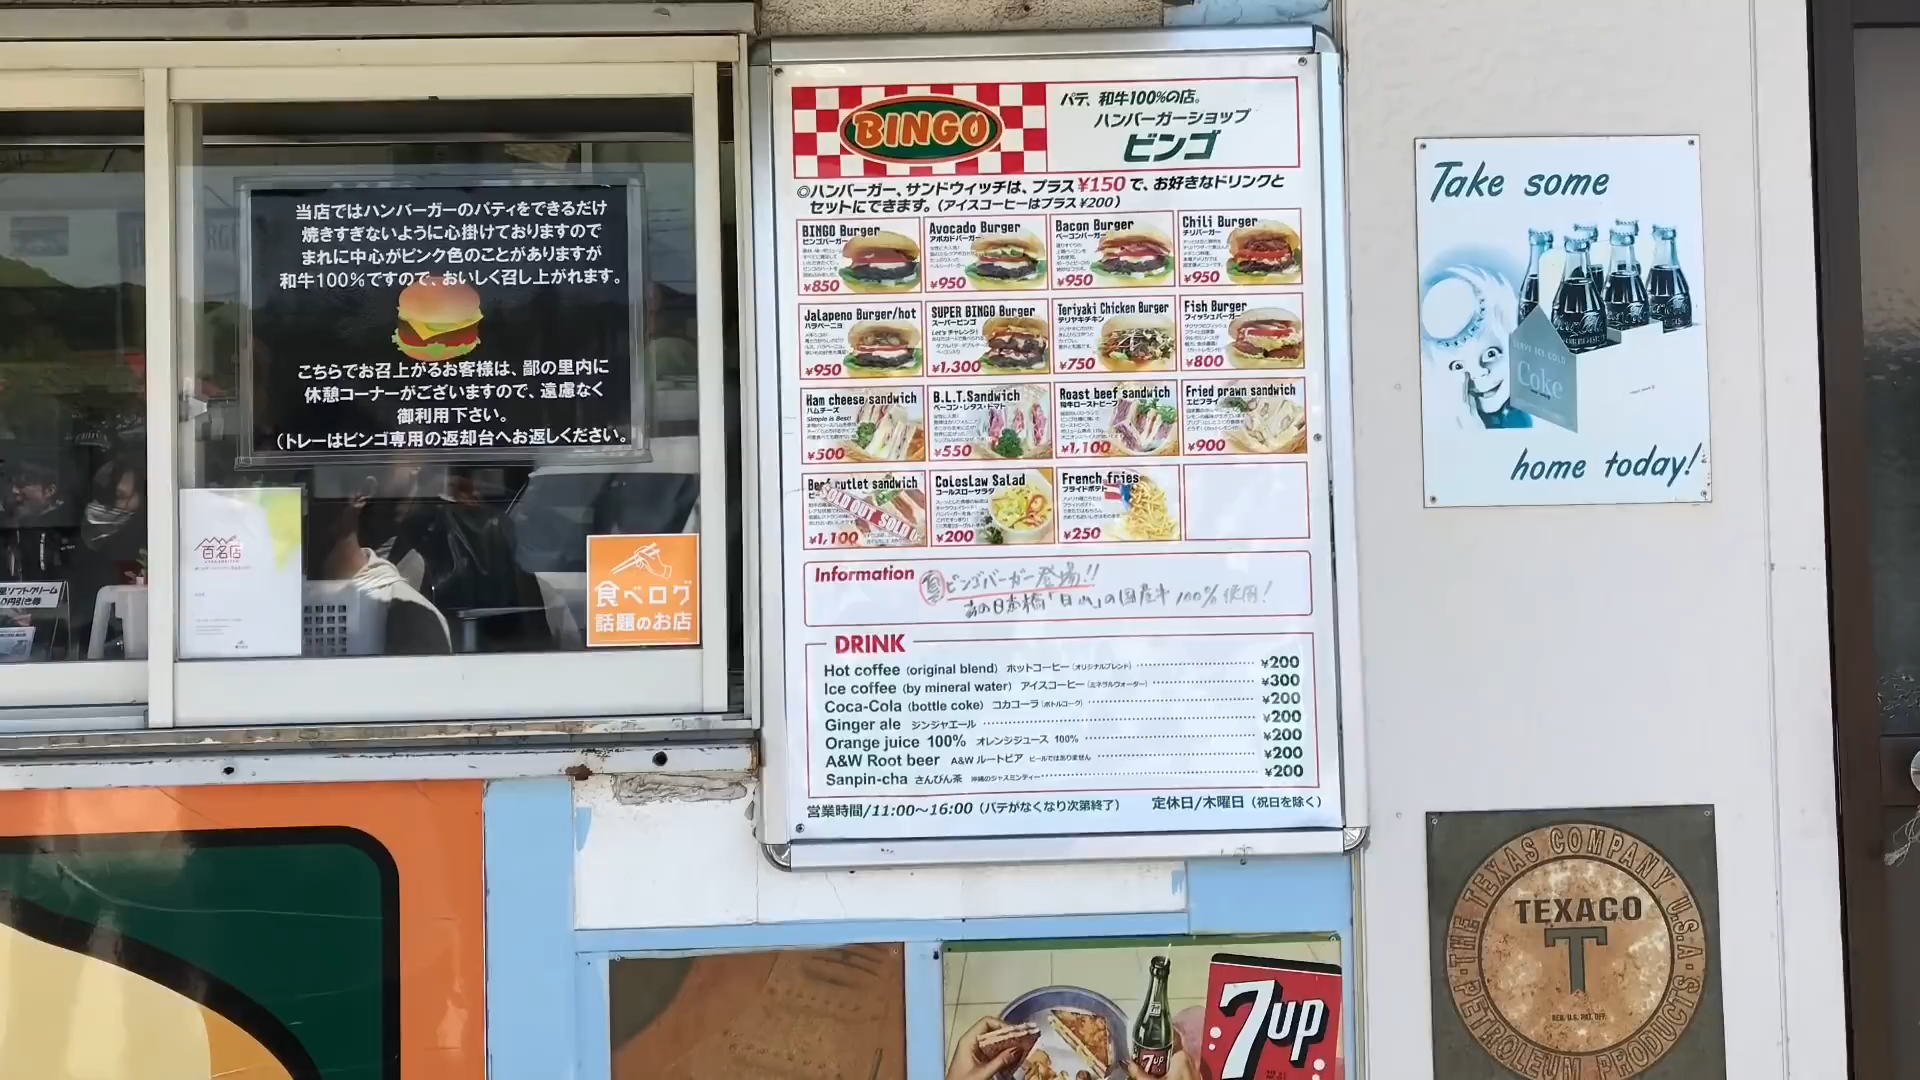 当店ではハンバーガーのパティをできるだけ
焼きすぎないように心掛けておりますので
まれに中心がピンク色のことがありますが
和牛100%ですので、おいしく召し上がれます。
こちらでお召上がるお客様は、鄙の里内に
休憩コーナーがございますので、遠慮なく
御利用下さい。
(トレーはビンゴ専用の返却台へお返しください。
百名店
食べログ
話題のお店
BINGO
パテ、和牛100%の店。
ハンバーガーショップ
ビンゴ
◎ハンバーガー、サンドウィッチは、プラス¥150で、お好きなドリンクと
セットにできます。(アイスコーヒーはプラス¥200)
BINGO Burger
ビンゴバーガー
¥850
Avocado Burger
アボカドバーガー
¥950
Bacon Burger
ベーコンバーガー
¥950
Chili Burger
チリバーガー
¥950
Jalapeno Burger/hot
ハラペーニョ
¥950
SUPER BINGO Burger
スーパービンゴ
Let'sチャレンジ!
¥1,300
Teriyaki Chicken Burger
テリヤキチキン
¥750
Fish Burger
フィッシュバーガー
¥800
Ham cheese sandwich
ハムチーズ
Simple is Best!
¥500
B.L.T.Sandwich
ベーコン・レタス・トマト
¥550
Roast beef sandwich
和牛ローストビーフ
¥1,100
Fried prawn sandwich
エビフライ
¥900
Beef cutlet sandwich
SOLD OUT SOLD
¥1,100
ColesLaw Salad
コールスローサラダ
¥200
French fries
フライドポテト
¥250
Information
真ビンゴバーガー登場!!
あの日本橋「日山」の国産牛100%使用!
DRINK
Hot coffee (original blend) ホットコーヒー(オリジナルブレンド) ¥200
Ice coffee (by mineral water) アイスコーヒー(ミネラルウォーター) ¥300
Coca-Cola (bottle coke) コカコーラ(ボトルコーク) ¥200
Ginger ale ジンジャエール ¥200
Orange juice 100% オレンジジュース 100% ¥200
A&W Root beer A&W ルートビア ビールではありません ¥200
Sanpin-cha さんぴん茶 沖縄のジャスミンティー ¥200
営業時間/11:00～16:00(パテがなくなり次第終了) 定休日/木曜日(祝日を除く)
Take some
SERVE ICE COLD
Coke
home today!
THE TEXAS COMPANY U.S.A.
TEXACO
T
REG. U.S. PAT. OFF.
PETROLEUM PRODUCTS
7up
7up